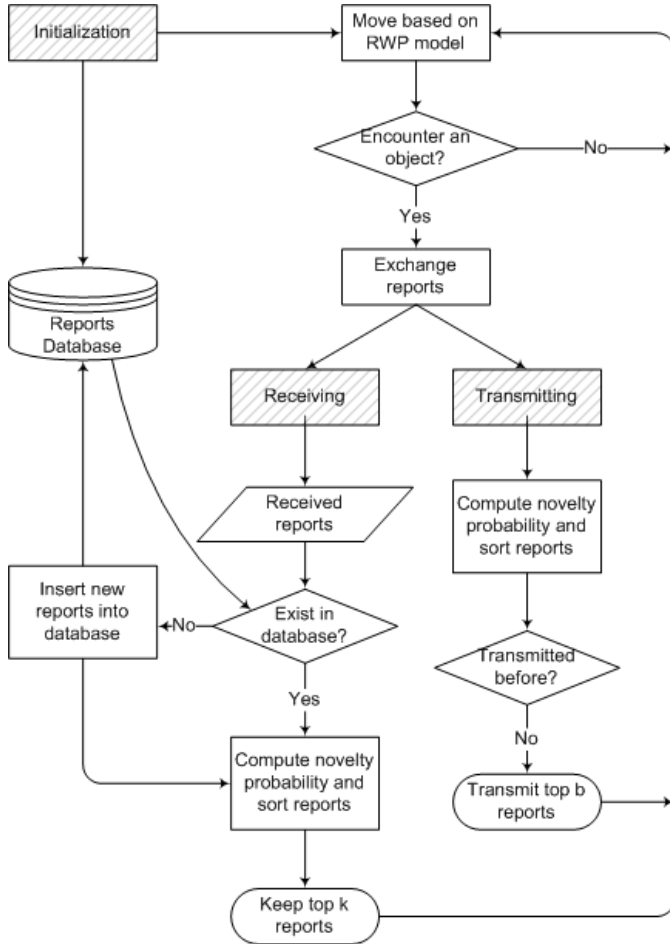 Initialization
Move based on
RWP model
Encounter an
object?
No
Yes
Exchange
reports
Reports
Database
Receiving
Transmitting
Received
reports
Compute novelty
probability and
sort reports
Insert new
reports into
database
No
Exist in
database?
Transmitted
before?
Yes
No
Compute novelty
probability and
sort reports
Transmit top b
reports
Keep top k
reports